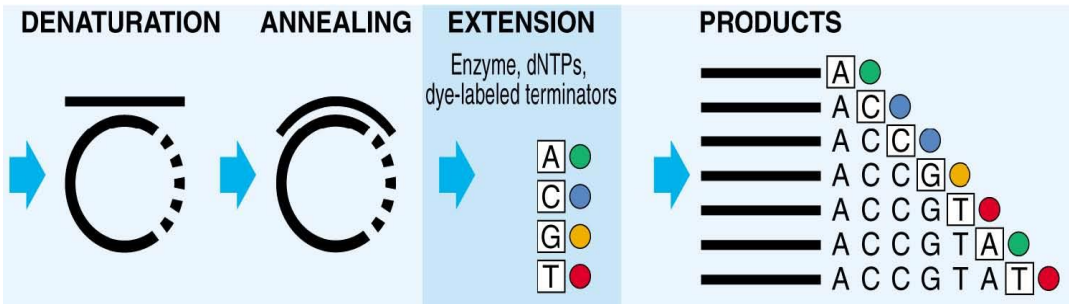 DENATURATION
ANNEALING
EXTENSION
Enzyme, dNTPs,
dye-labeled terminators
A
C
G
T
PRODUCTS
A
A C
A C C
A C C G
A C C G T
A C C G T A
A C C G T A T